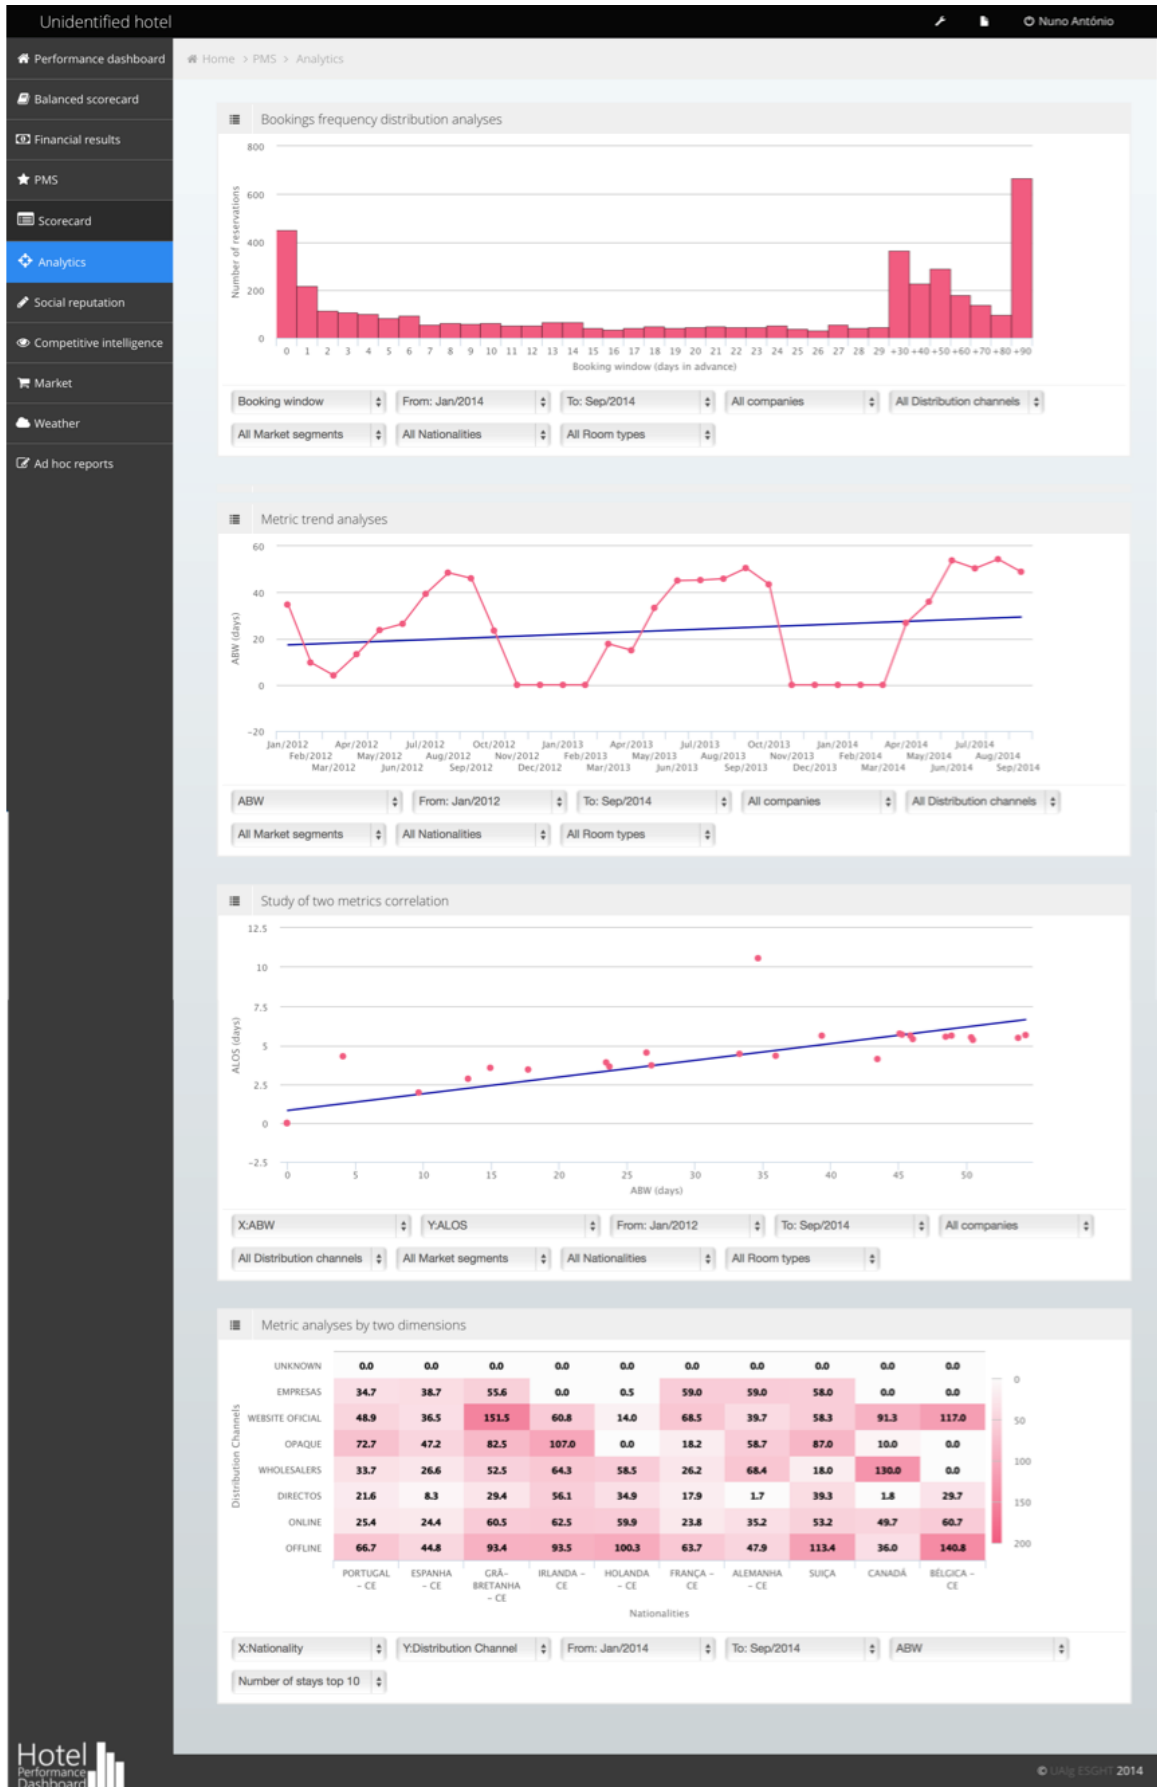 Unidentified hotel
Nuno António
Performance dashboard
Balanced scorecard
Financial results
PMS
Scorecard
Analytics
Social reputation
Competitive intelligence
Market
Weather
Ad hoc reports
Home > PMS > Analytics
Bookings frequency distribution analyses
Number of reservations
800
600
400
200
0
0 1 2 3 4 5 6 7 8 9 10 11 12 13 14 15 16 17 18 19 20 21 22 23 24 25 26 27 28 29 +30 +40 +50 +60 +70 +80 +90
Booking window (days in advance)
Booking window From: Jan/2014 To: Sep/2014 All companies All Distribution channels
All Market segments All Nationalities All Room types
Metric trend analyses
ABW (days)
60
40
20
0
-20
Jan/2012 Apr/2012 Jul/2012 Oct/2012 Jan/2013 Apr/2013 Jul/2013 Oct/2013 Jan/2014 Apr/2014 Jul/2014
Feb/2012 May/2012 Aug/2012 Nov/2012 Feb/2013 May/2013 Aug/2013 Nov/2013 Feb/2014 May/2014 Aug/2014
Mar/2012 Jun/2012 Sep/2012 Dec/2012 Mar/2013 Jun/2013 Sep/2013 Dec/2013 Mar/2014 Jun/2014 Sep/2014
ABW From: Jan/2012 To: Sep/2014 All companies All Distribution channels
All Market segments All Nationalities All Room types
Study of two metrics correlation
ALOS (days)
12.5
10
7.5
5
2.5
0
-2.5
0 5 10 15 20 25 30 35 40 45 50
ABW (days)
X:ABW Y:ALOS From: Jan/2012 To: Sep/2014 All companies
All Distribution channels All Market segments All Nationalities All Room types
Metric analyses by two dimensions
Distribution Channels
UNKNOWN 0.0 0.0 0.0 0.0 0.0 0.0 0.0 0.0 0.0 0.0
EMPRESAS 34.7 38.7 55.6 0.0 0.5 59.0 59.0 58.0 0.0 0.0
WEBSITE OFICIAL 48.9 36.5 151.5 60.8 14.0 68.5 39.7 58.3 91.3 117.0
OPAQUE 72.7 47.2 82.5 107.0 0.0 18.2 58.7 87.0 10.0 0.0
WHOLESALERS 33.7 26.6 52.5 64.3 58.5 26.2 68.4 18.0 130.0 0.0
DIRECTOS 21.6 8.3 29.4 56.1 34.9 17.9 1.7 39.3 1.8 29.7
ONLINE 25.4 24.4 60.5 62.5 59.9 23.8 35.2 53.2 49.7 60.7
OFFLINE 66.7 44.8 93.4 93.5 100.3 63.7 47.9 113.4 36.0 140.8
0
50
100
150
200
PORTUGAL ESPANHA GRÃ- IRLANDA – HOLANDA FRANÇA – ALEMANHA SUIÇA CANADÁ BÉLGICA –
– CE – CE BRETANHA CE – CE CE – CE CE
– CE
Nationalities
X:Nationality Y:Distribution Channel From: Jan/2014 To: Sep/2014 ABW
Number of stays top 10
Hotel
Performance
Dashboard
© UAlg ESGHT 2014